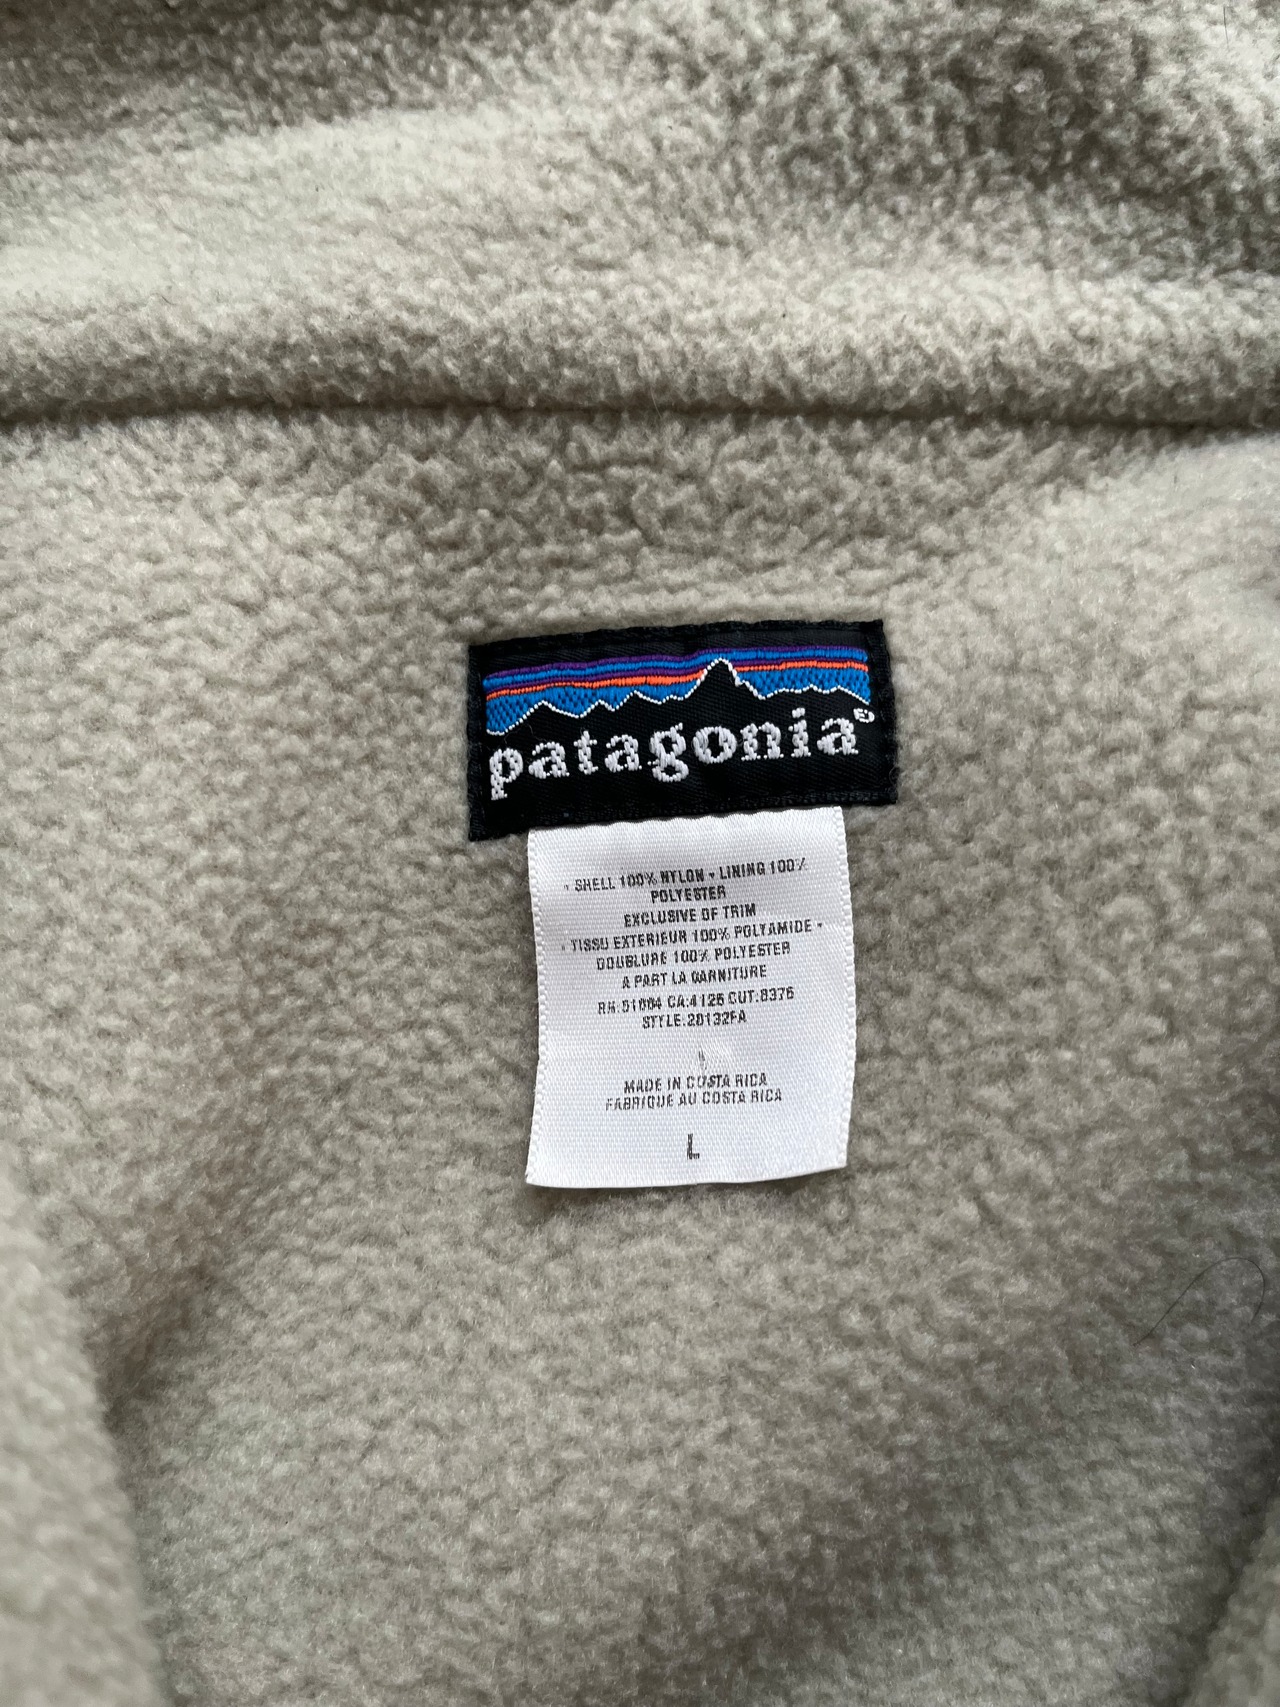 patagonia®
• SHELL 100% NYLON • LINING 100%
POLYESTER
EXCLUSIVE OF TRIM
• TISSU EXTERIEUR 100% POLYAMIDE •
DOUBLURE 100% POLYESTER
A PART LA GARNITURE
RN:51884 CA:4125 CUT:8376
STYLE:28132FA
MADE IN COSTA RICA
FABRIQUE AU COSTA RICA
L